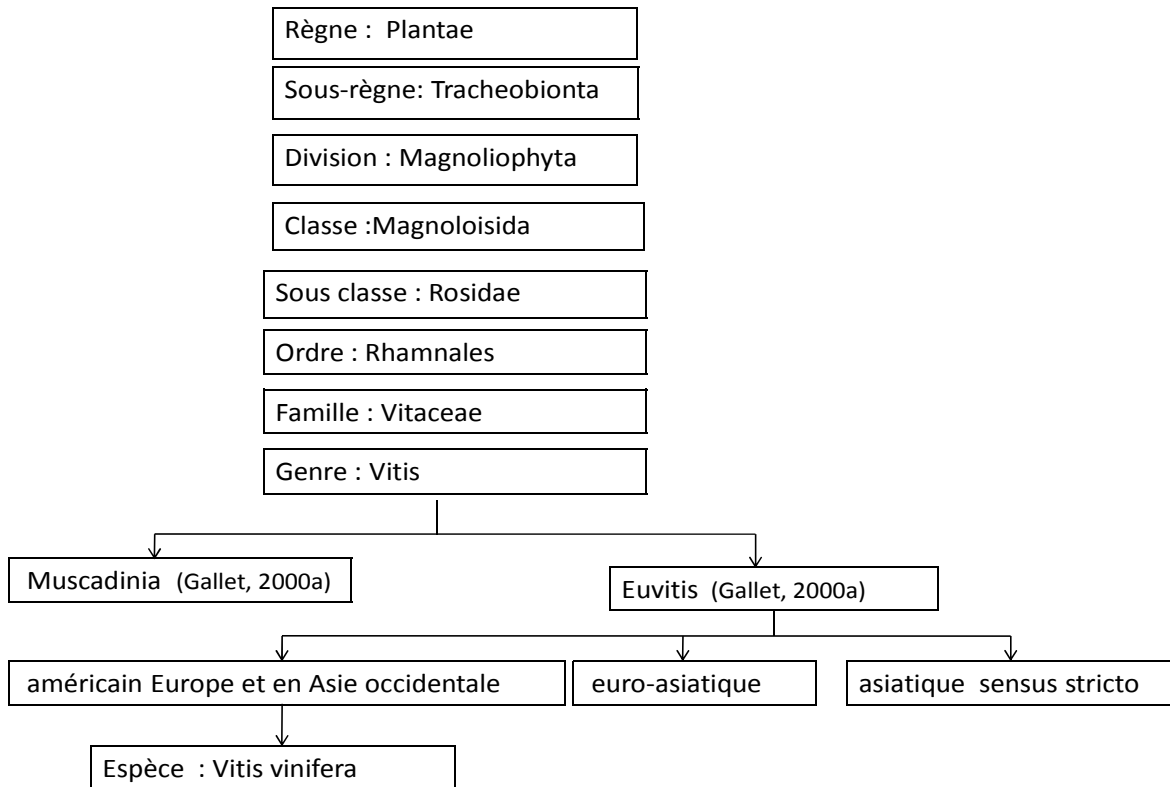 Règne :  Plantae
Sous-règne: Tracheobionta
Division : Magnoliophyta
Classe :Magnoloisida
Sous classe : Rosidae
Ordre : Rhamnales
Famille : Vitaceae
Genre : Vitis
Muscadinia  (Gallet, 2000a)
Euvitis  (Gallet, 2000a)
américain Europe et en Asie occidentale
euro-asiatique
asiatique  sensus stricto
Espèce  : Vitis vinifera